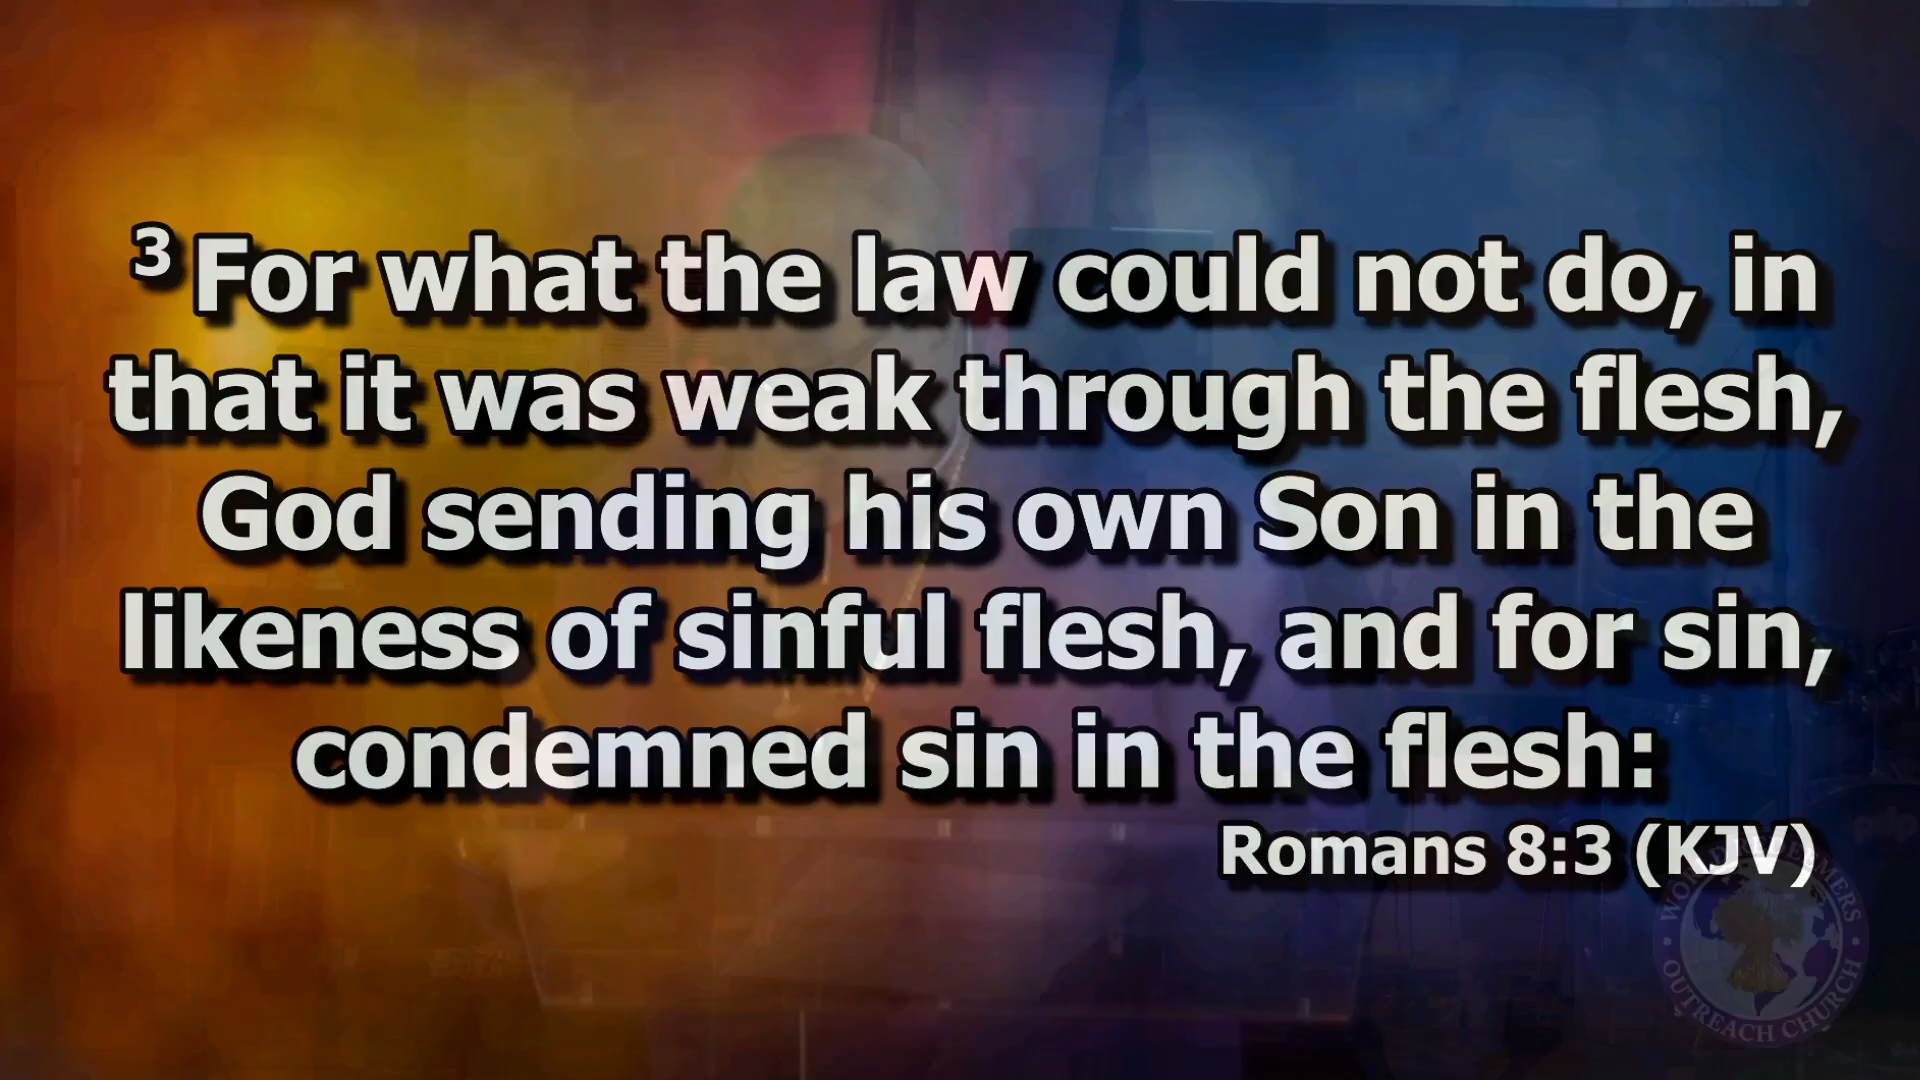 3 For what the law could not do, in
that it was weak through the flesh,
God sending his own Son in the
likeness of sinful flesh, and for sin,
condemned sin in the flesh:
Romans 8:3 (KJV)
OUTREACH CHURCH